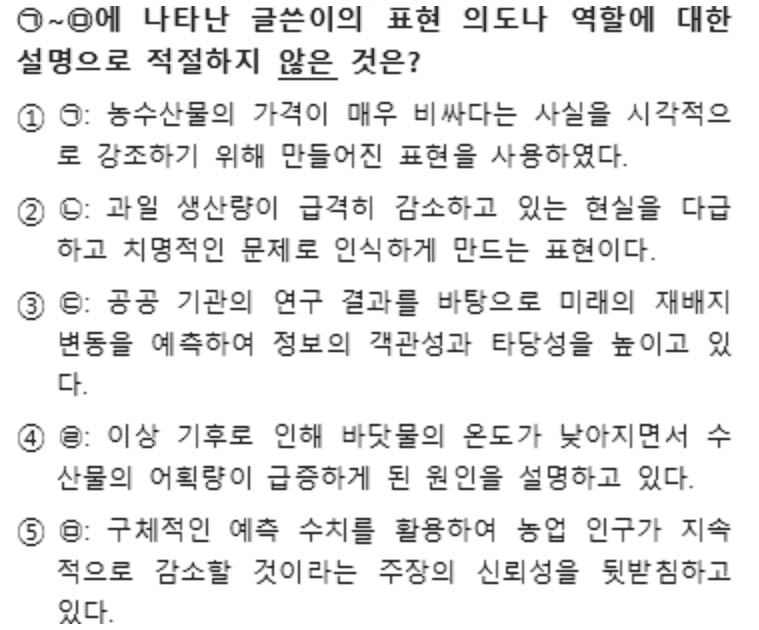 ㉠~㉤에 나타난 글쓴이의 표현 의도나 역할에 대한
설명으로 적절하지 않은 것은?
① ㉠: 농수산물의 가격이 매우 비싸다는 사실을 시각적으
로 강조하기 위해 만들어진 표현을 사용하였다.
② ㉡: 과일 생산량이 급격히 감소하고 있는 현실을 다급
하고 치명적인 문제로 인식하게 만드는 표현이다.
③ ㉢: 공공 기관의 연구 결과를 바탕으로 미래의 재배지
변동을 예측하여 정보의 객관성과 타당성을 높이고 있
다.
④ ㉣: 이상 기후로 인해 바닷물의 온도가 낮아지면서 수
산물의 어획량이 급증하게 된 원인을 설명하고 있다.
⑤ ㉤: 구체적인 예측 수치를 활용하여 농업 인구가 지속
적으로 감소할 것이라는 주장의 신뢰성을 뒷받침하고
있다.